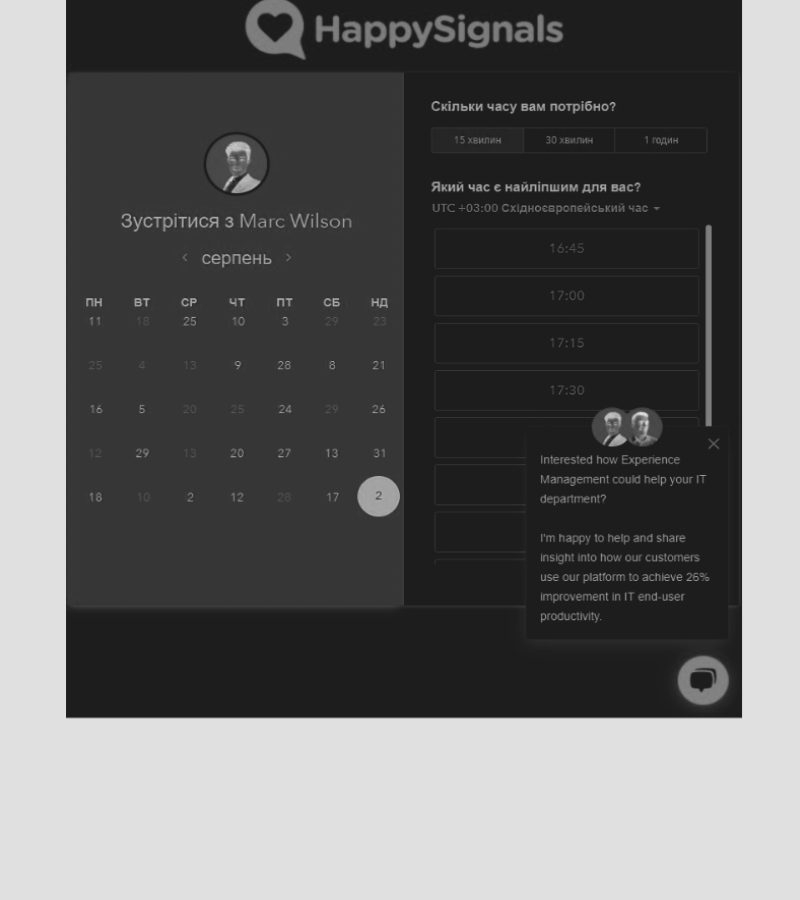 HappySignals
Зустрітися з Marc Wilson
серпень
ПН ВТ СР ЧТ ПТ СБ НД
11 18 25 10 3 29 23
25 4 13 9 28 8 21
16 5 20 25 24 29 26
12 29 13 20 27 13 31
18 10 2 12 28 17 2
Скільки часу вам потрібно?
15 хвилин 30 хвилин 1 годин
Який час є найліпшим для вас?
UTC +03:00 Східноєвропейський час
16:45
17:00
17:15
17:30
Interested how Experience
Management could help your IT
department?
I'm happy to help and share
insight into how our customers
use our platform to achieve 26%
improvement in IT end-user
productivity.